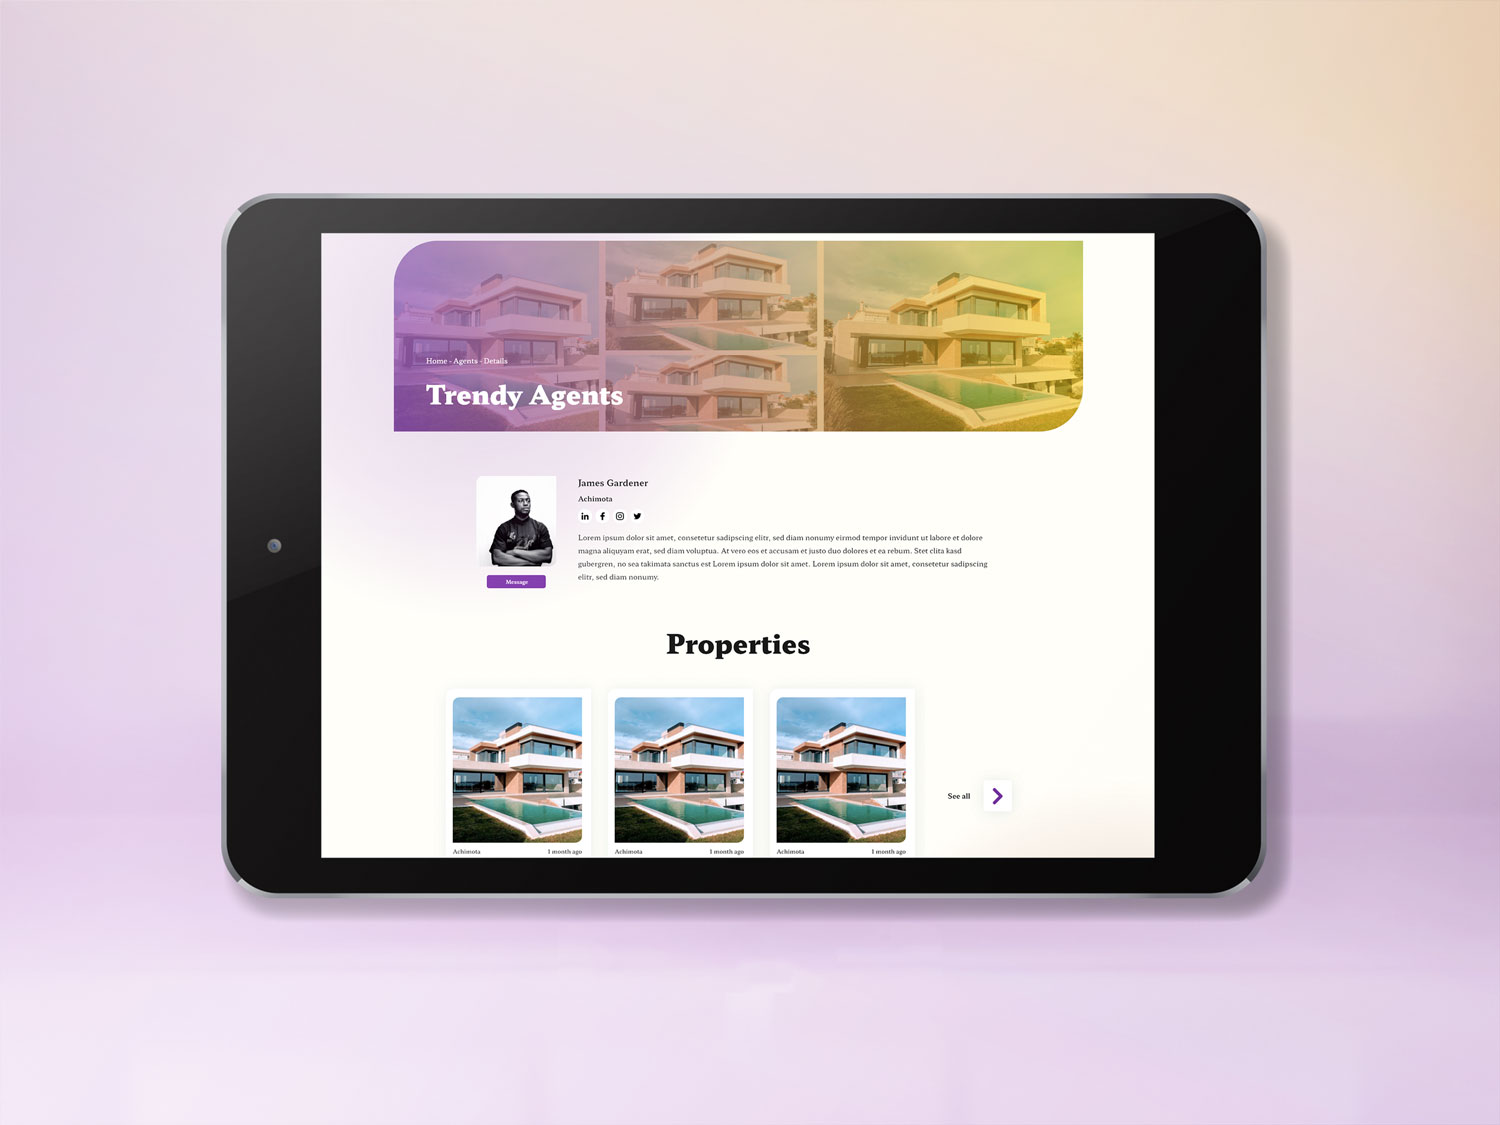 Home - Agents - Details
Trendy Agents
James Gardener
Achimota
Lorem ipsum dolor sit amet, consetetur sadipscing elitr, sed diam nonumy eirmod tempor invidunt ut labore et dolore
magna aliquyam erat, sed diam voluptua. At vero eos et accusam et justo duo dolores et ea rebum. Stet clita kasd
gubergren, no sea takimata sanctus est Lorem ipsum dolor sit amet. Lorem ipsum dolor sit amet, consetetur sadipscing
elitr, sed diam nonumy.
Message
Properties
See all
Achimota 1 month ago
Achimota 1 month ago
Achimota 1 month ago